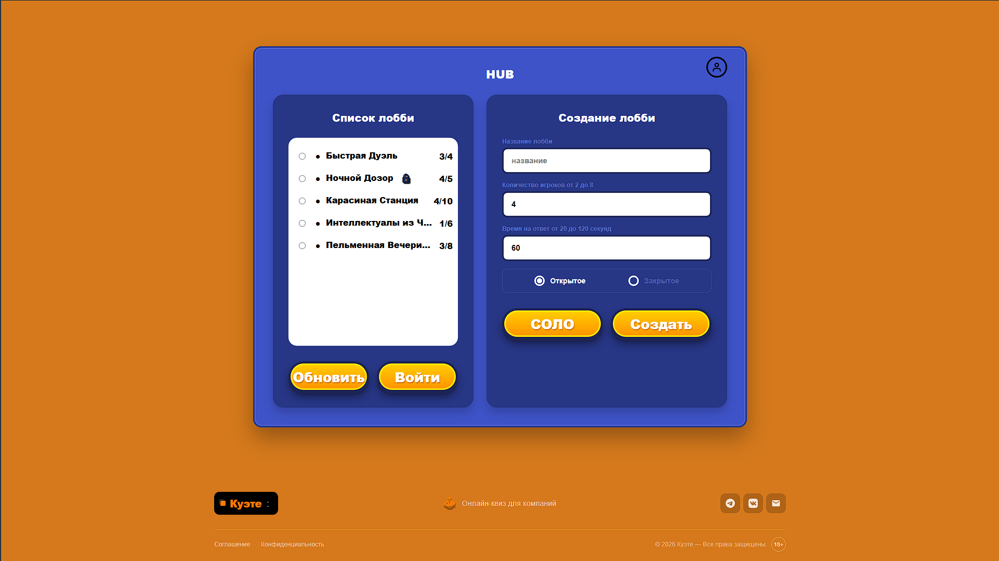 HUB
Список лобби
Быстрая Дуэль 3/4
Ночной Дозор 4/5
Карасиная Станция 4/10
Интеллектуалы из Ч... 1/6
Пельменная Вечери... 3/8
Обновить Войти
Создание лобби
Название лобби
название
Количество игроков от 2 до 8
4
Время на ответ от 20 до 120 секунд
60
Открытое Закрытое
СОЛО Создать
Куэте :
Онлайн-квиз для компаний
Соглашение · Конфиденциальность
© 2026 Куэте — Все права защищены. 18+